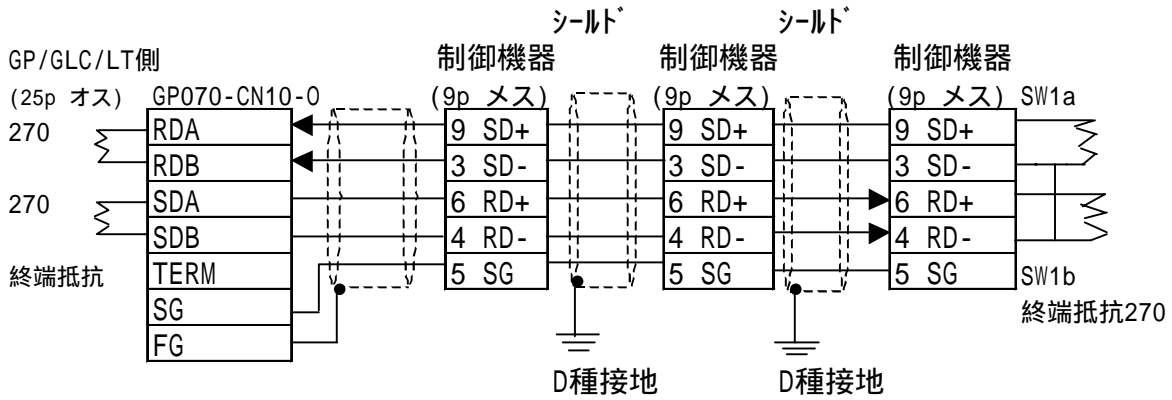 ｼｰﾙﾄﾞ ｼｰﾙﾄﾞ
GP/GLC/LT側 制御機器 制御機器 制御機器
(25p オス) GP070-CN10-0 (9p メス) (9p メス) (9p メス) SW1a
270 RDA 9 SD+ 9 SD+ 9 SD+
RDB 3 SD- 3 SD- 3 SD-
270 SDA 6 RD+ 6 RD+ 6 RD+
SDB 4 RD- 4 RD- 4 RD-
終端抵抗 TERM 5 SG 5 SG 5 SG SW1b
SG 終端抵抗270
FG
D種接地 D種接地